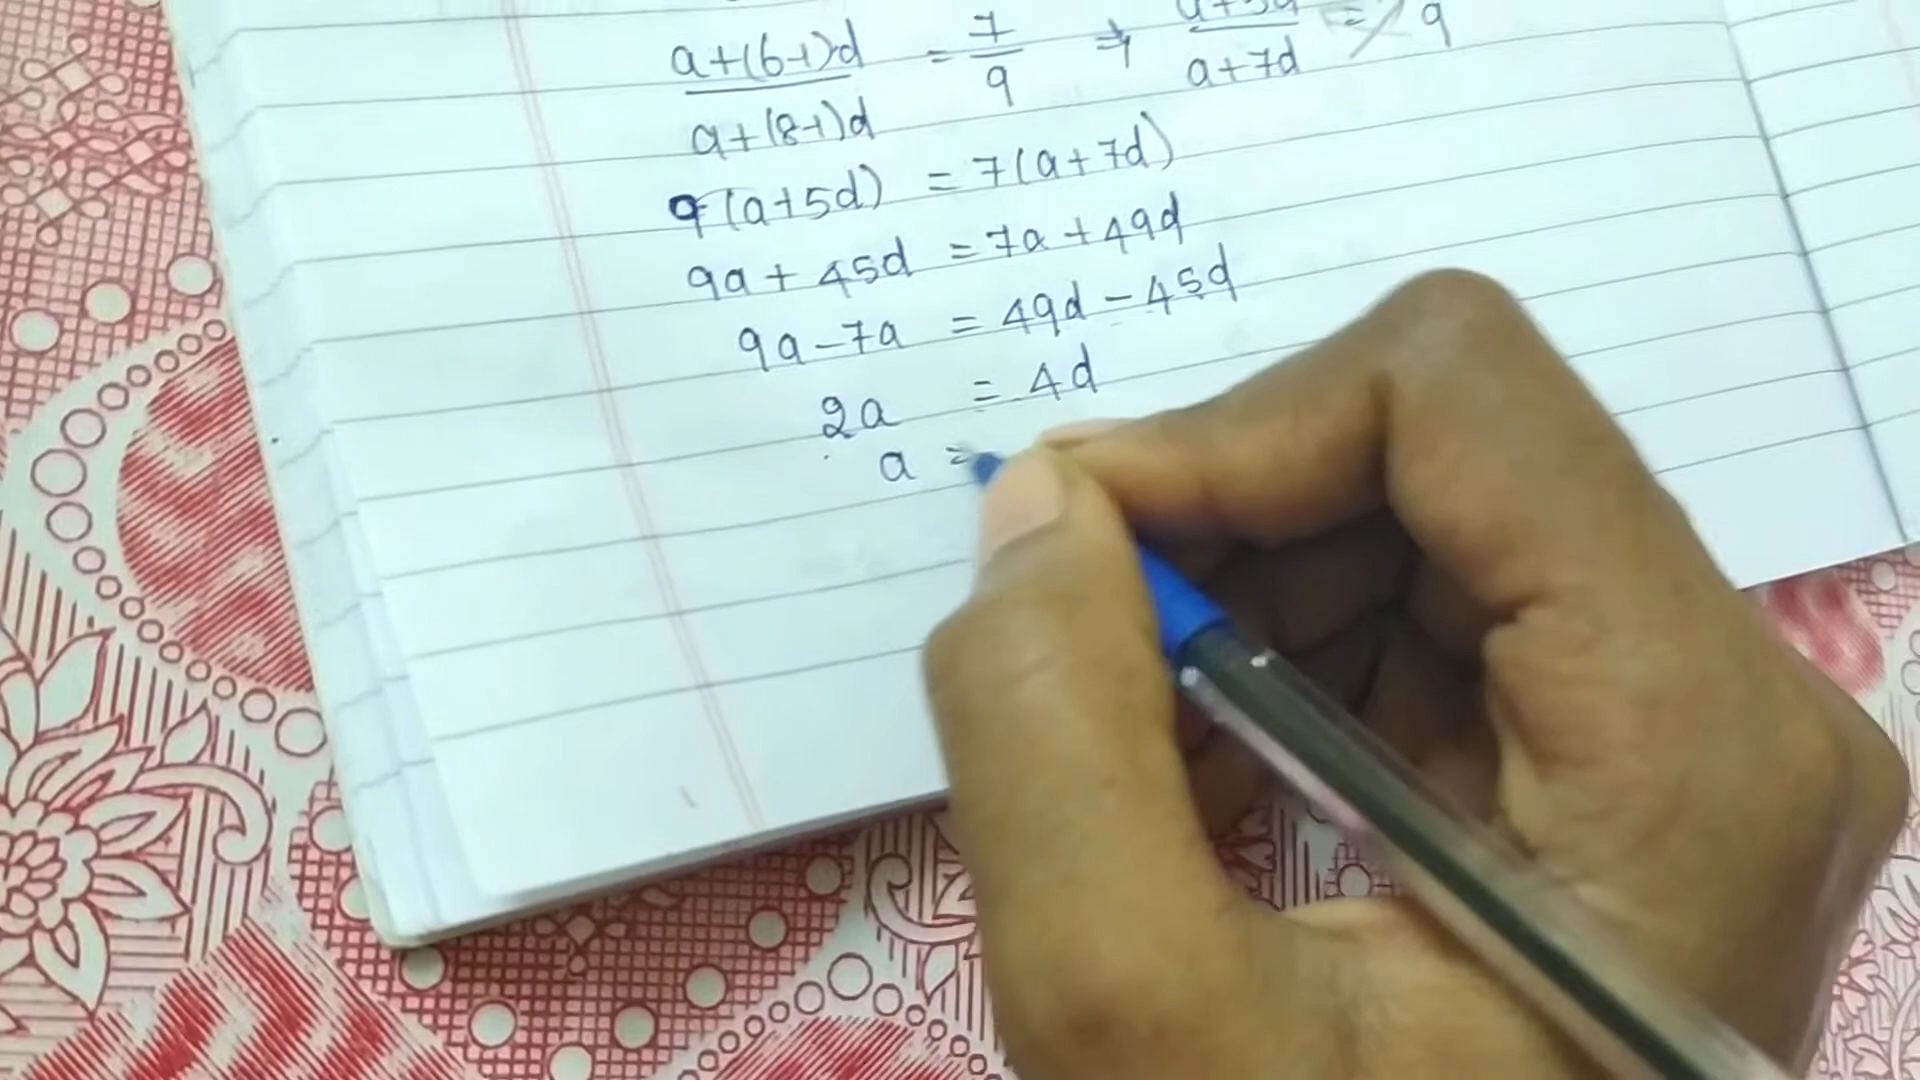 a+(6-1)d / a+(8-1)d = 7/9 ⇒ a+5d / a+7d = 9
9(a+5d) = 7(a+7d)
9a + 45d = 7a + 49d
9a - 7a = 49d - 45d
2a = 4d
a =